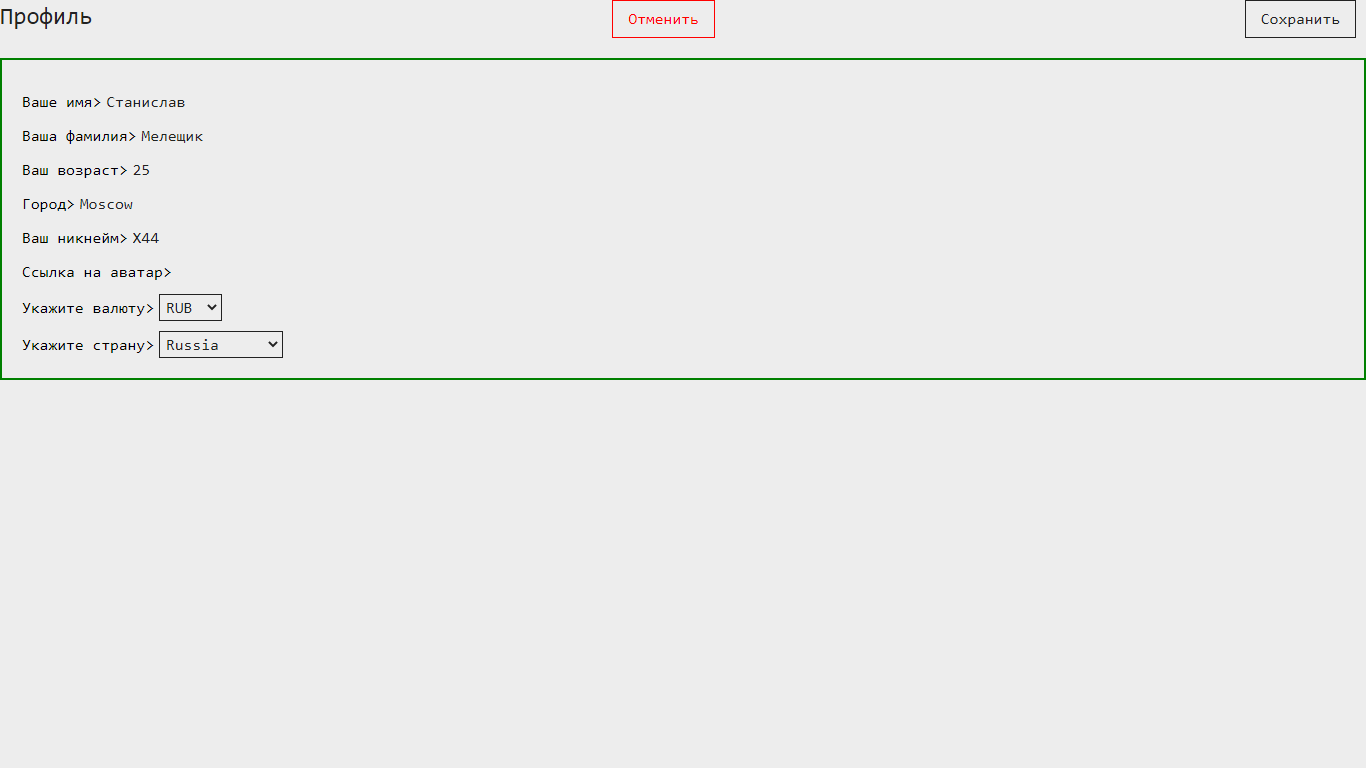 Профиль Отменить Сохранить
Ваше имя> Станислав
Ваша фамилия> Мелещик
Ваш возраст> 25
Город> Moscow
Ваш никнейм> X44
Ссылка на аватар>
Укажите валюту> RUB
Укажите страну> Russia